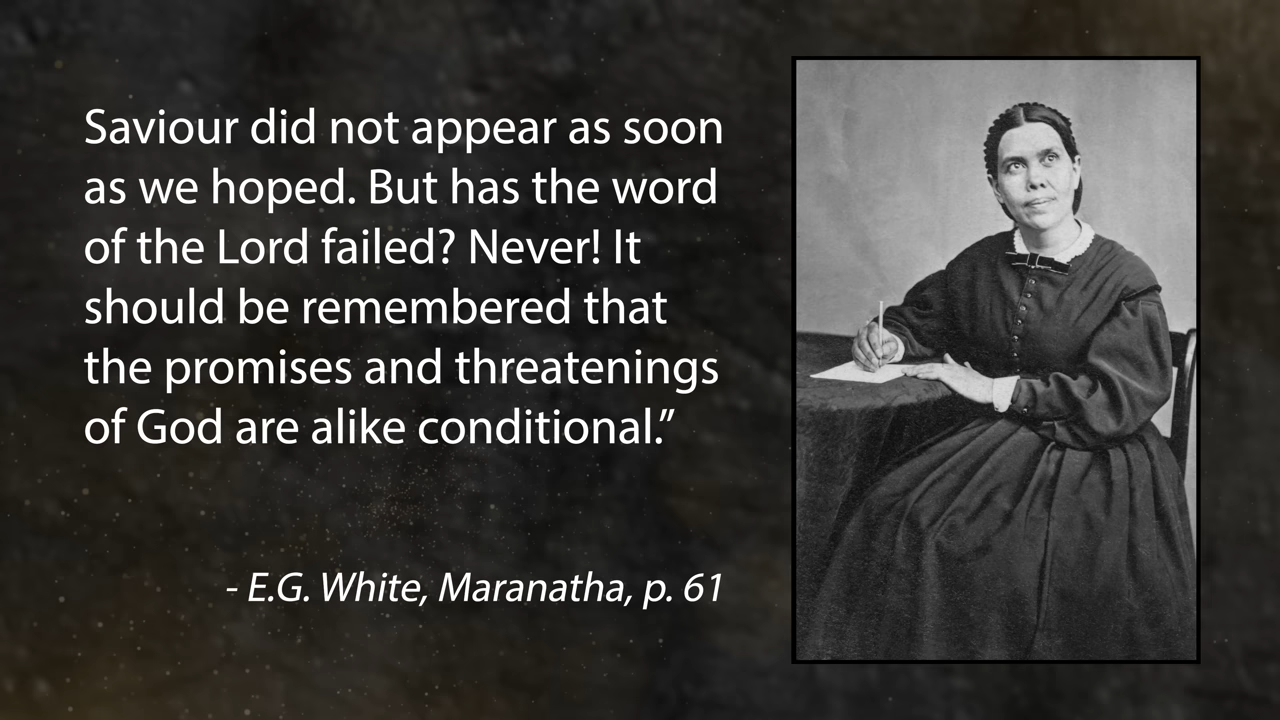 Saviour did not appear as soon
as we hoped. But has the word
of the Lord failed? Never! It
should be remembered that
the promises and threatenings
of God are alike conditional.”
- E.G. White, Maranatha, p. 61